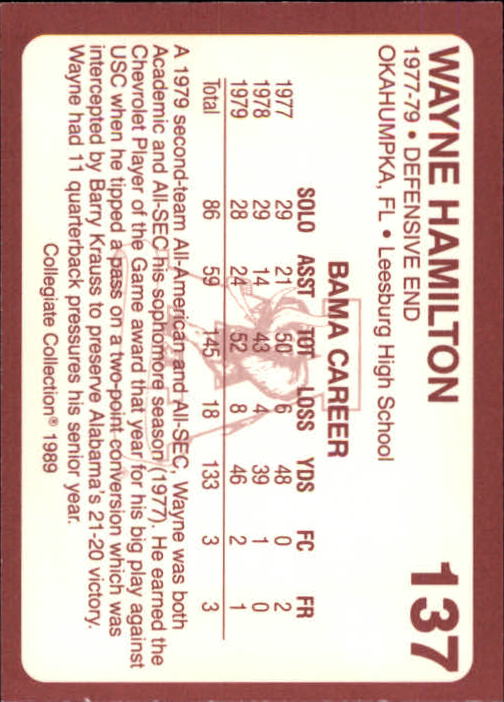 WAYNE HAMILTON 137
1977-79 • DEFENSIVE END
OKAHUMPKA, FL • Leesburg High School
BAMA CAREER
SOLO ASST TOT LOSS YDS FC FR
1977 29 21 50 6 48 0 2
1978 29 14 43 4 39 1 0
1979 28 24 52 8 46 2 1
Total 86 59 145 18 133 3 3
A 1979 second-team All-American and All-SEC, Wayne was both
Academic and All-SEC his sophomore season (1977). He earned the
Chevrolet Player of the Game award that year for his big play against
USC when he tipped a pass on a two-point conversion which was
intercepted by Barry Krauss to preserve Alabama's 21-20 victory.
Wayne had 11 quarterback pressures his senior year.
Collegiate Collection® 1989